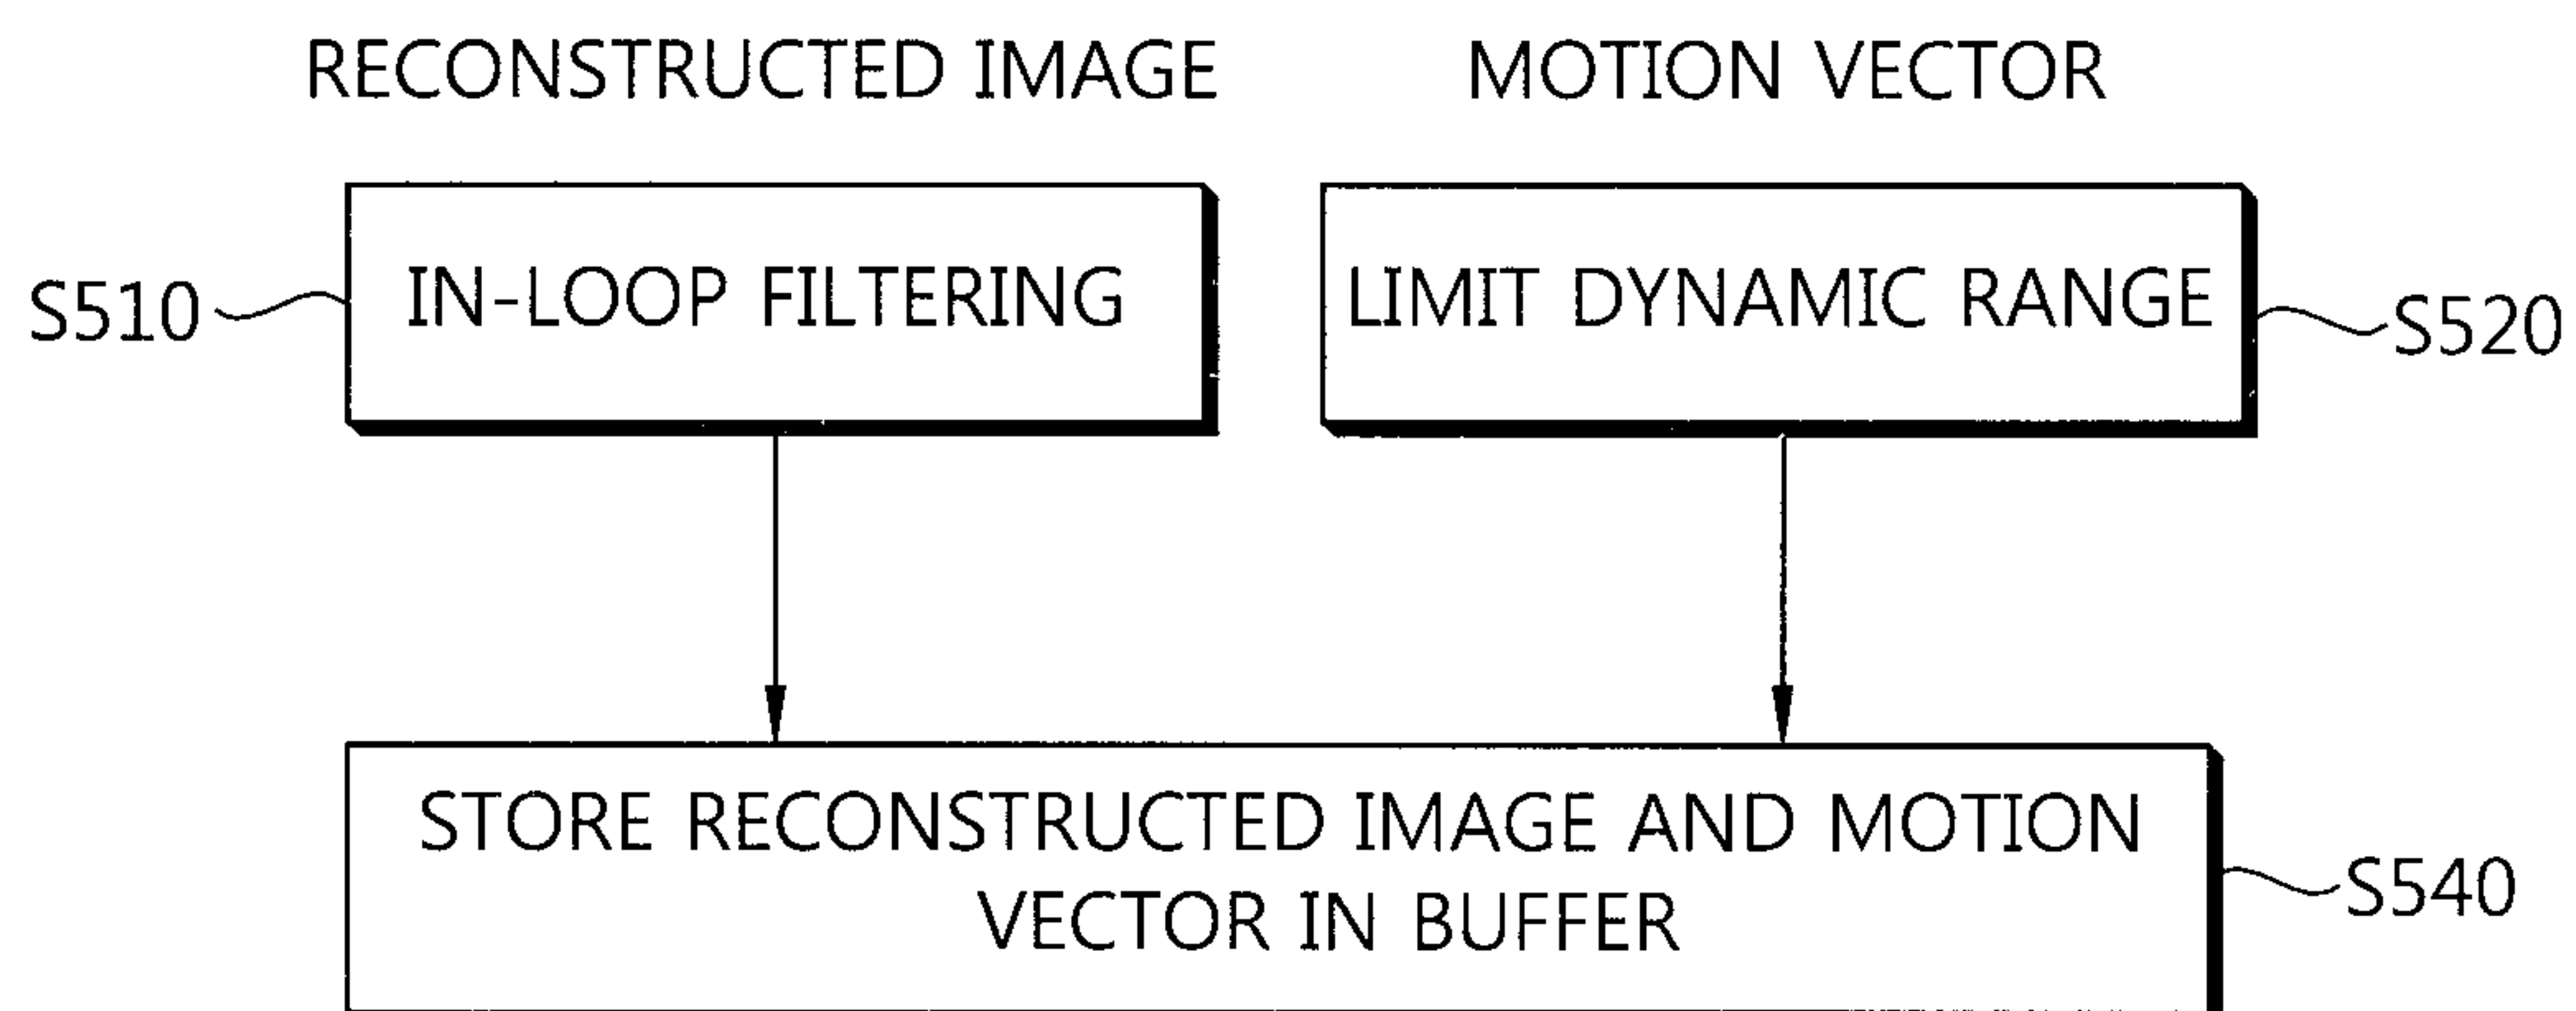 RECONSTRUCTED IMAGE
MOTION VECTOR
S510
IN-LOOP FILTERING
LIMIT DYNAMIC RANGE
S520
STORE RECONSTRUCTED IMAGE AND MOTION
VECTOR IN BUFFER
S540